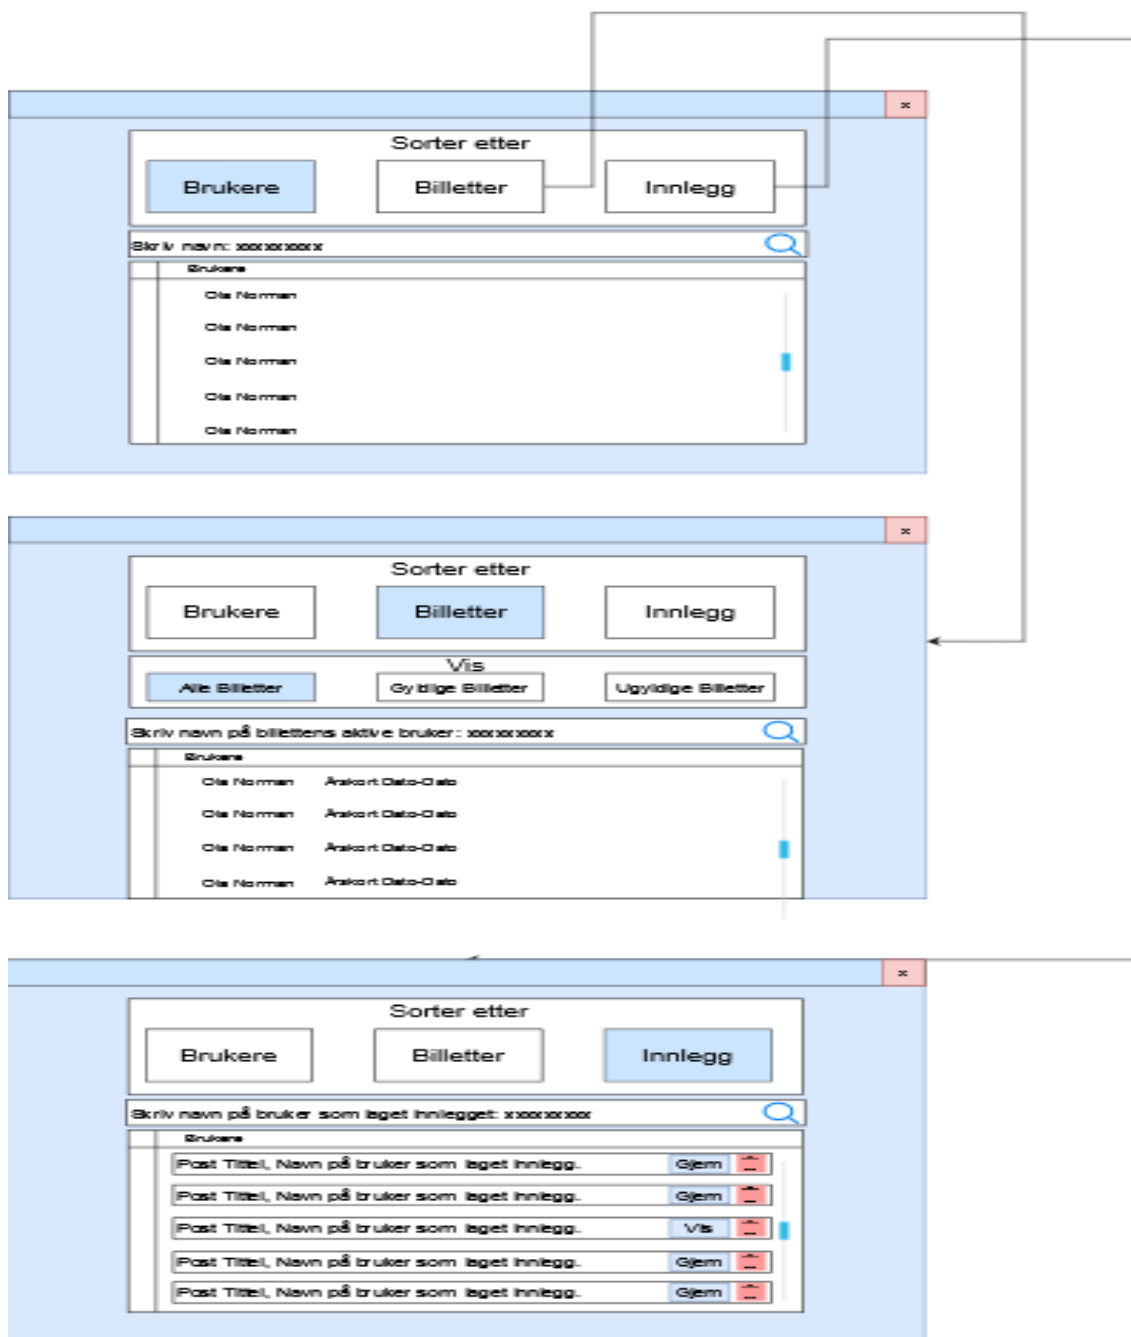 x
Sorter etter
Brukere Billetter Innlegg
Skriv navn: xxxxxxxxx
Brukere
Ola Norman
Ola Norman
Ola Norman
Ola Norman
Ola Norman
x
Sorter etter
Brukere Billetter Innlegg
Vis
Alle Billetter Gyldige Billetter Ugyldige Billetter
Skriv navn på billettens aktive bruker: xxxxxxxxx
Brukere
Ola Norman Årskort Dato-Dato
Ola Norman Årskort Dato-Dato
Ola Norman Årskort Dato-Dato
Ola Norman Årskort Dato-Dato
x
Sorter etter
Brukere Billetter Innlegg
Skriv navn på bruker som laget innlegget: xxxxxxxxx
Brukere
Post Tittel, Navn på bruker som laget innlegg. Gjem
Post Tittel, Navn på bruker som laget innlegg. Gjem
Post Tittel, Navn på bruker som laget innlegg. Vis
Post Tittel, Navn på bruker som laget innlegg. Gjem
Post Tittel, Navn på bruker som laget innlegg. Gjem